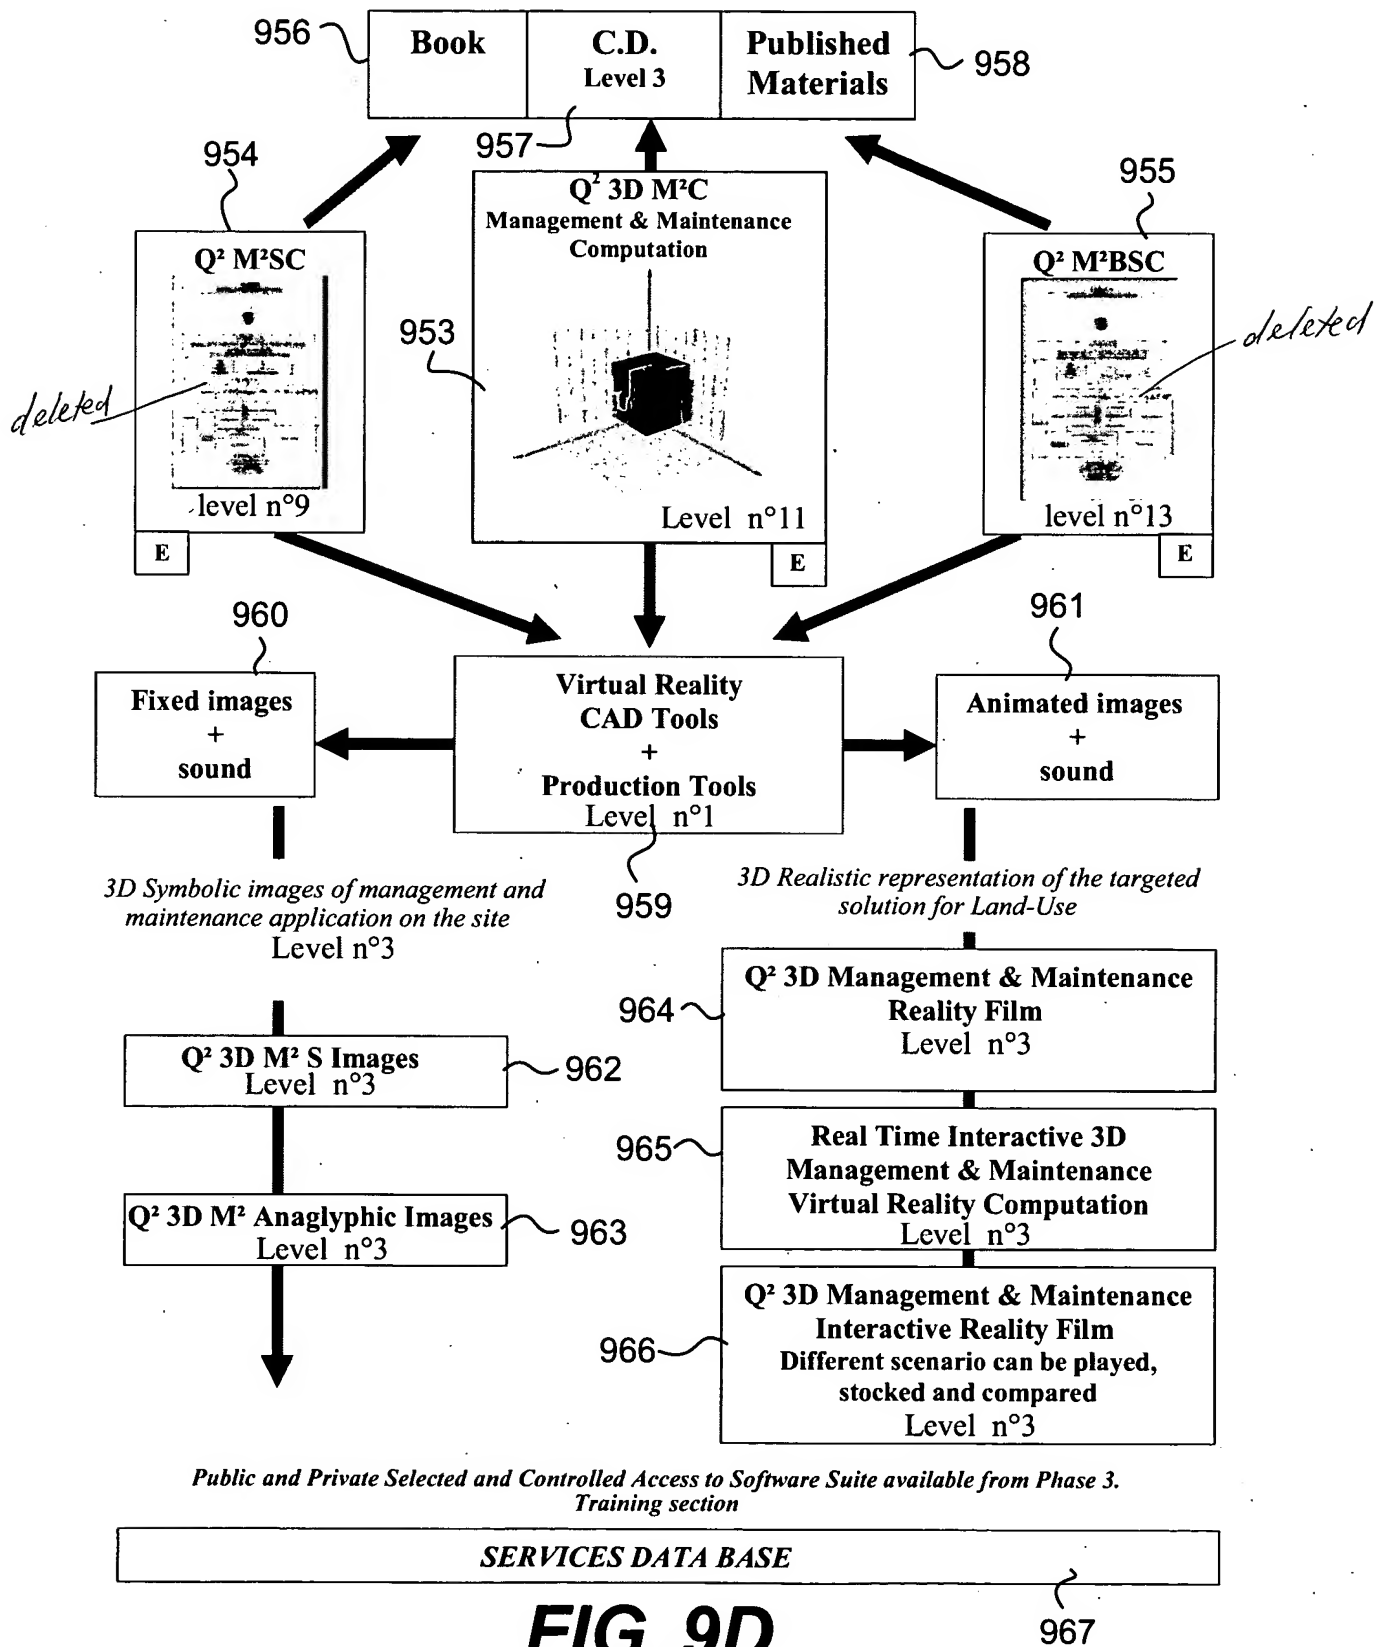 956
Book
C.D.
Level 3
Published
Materials
958
957
954
955
Q² M²SC
level n°9
E
deleted
Q² 3D M²C
Management & Maintenance
Computation
953
Level n°11
E
Q² M²BSC
level n°13
E
deleted
960
961
Fixed images
+
sound
Virtual Reality
CAD Tools
+
Production Tools
Level n°1
959
Animated images
+
sound
3D Symbolic images of management and
maintenance application on the site
Level n°3
3D Realistic representation of the targeted
solution for Land-Use
Q² 3D M² S Images
Level n°3
962
Q² 3D M² Anaglyphic Images
Level n°3
963
964
Q² 3D Management & Maintenance
Reality Film
Level n°3
965
Real Time Interactive 3D
Management & Maintenance
Virtual Reality Computation
Level n°3
966
Q² 3D Management & Maintenance
Interactive Reality Film
Different scenario can be played,
stocked and compared
Level n°3
Public and Private Selected and Controlled Access to Software Suite available from Phase 3.
Training section
SERVICES DATA BASE
967
FIG. 9D